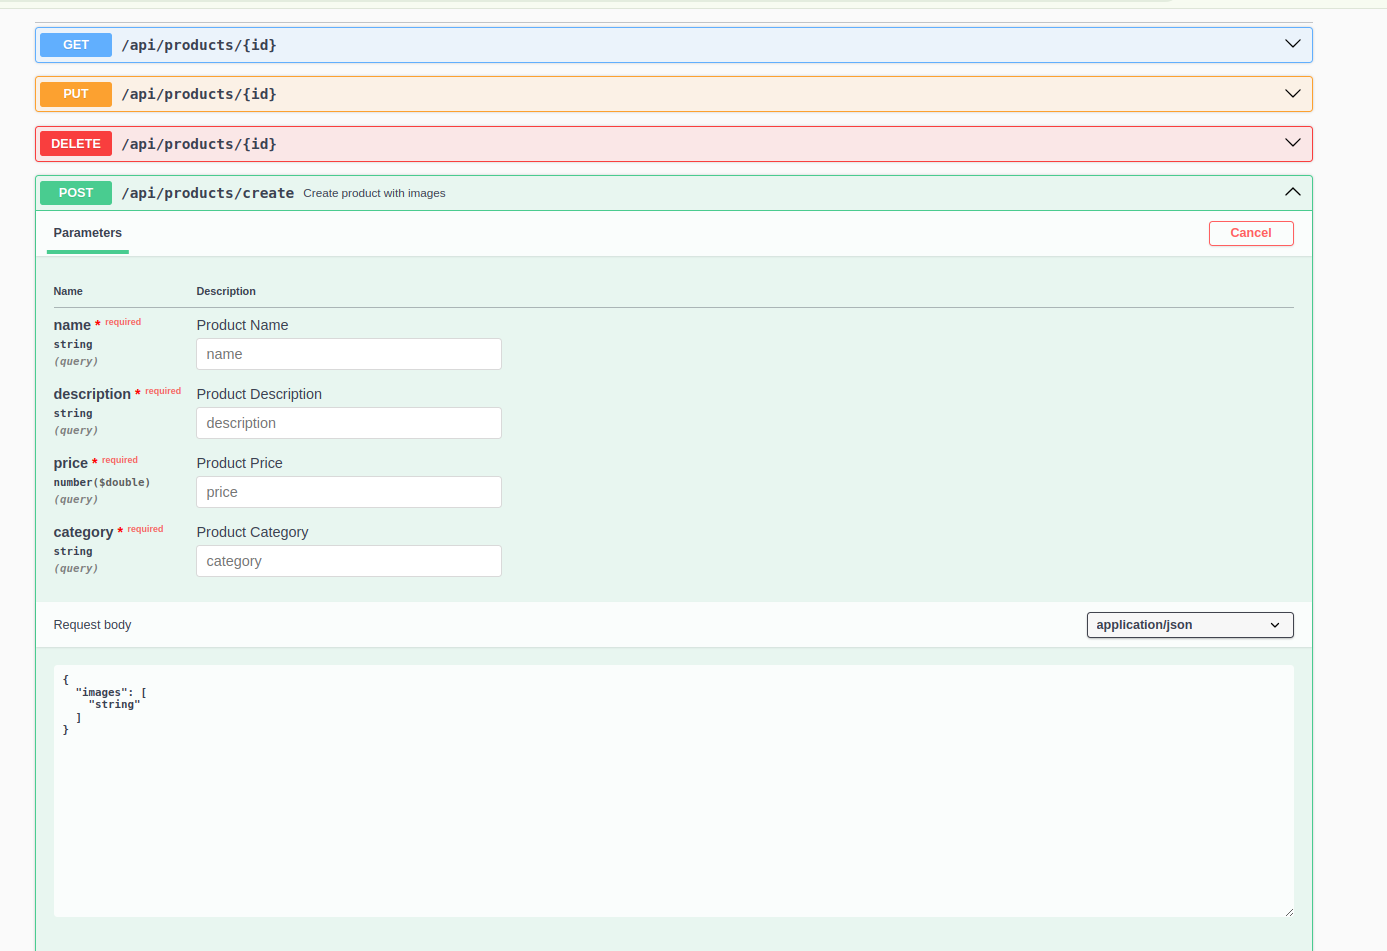 GET /api/products/{id}
PUT /api/products/{id}
DELETE /api/products/{id}
POST /api/products/create Create product with images
Parameters Cancel
Name Description
name * required Product Name
string name
(query)
description * required Product Description
string description
(query)
price * required Product Price
number($double) price
(query)
category * required Product Category
string category
(query)
Request body application/json
{
  "images": [
    "string"
  ]
}